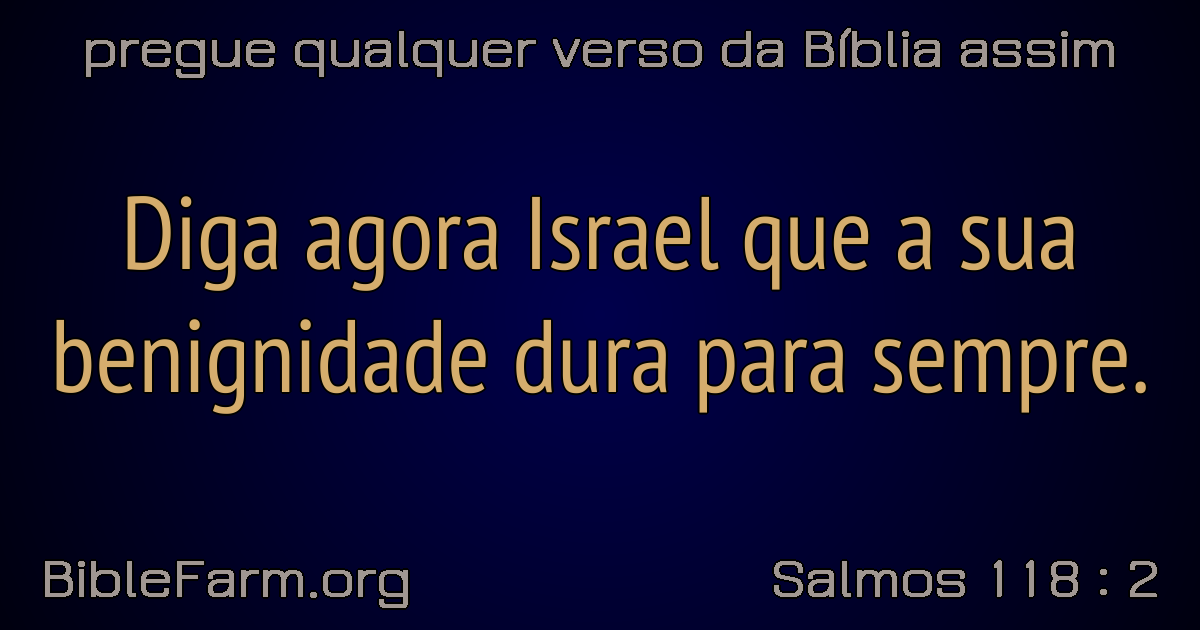 pregue qualquer verso da Bíblia assim
Diga agora Israel que a sua
benignidade dura para sempre.
BibleFarm.org
Salmos 118 : 2